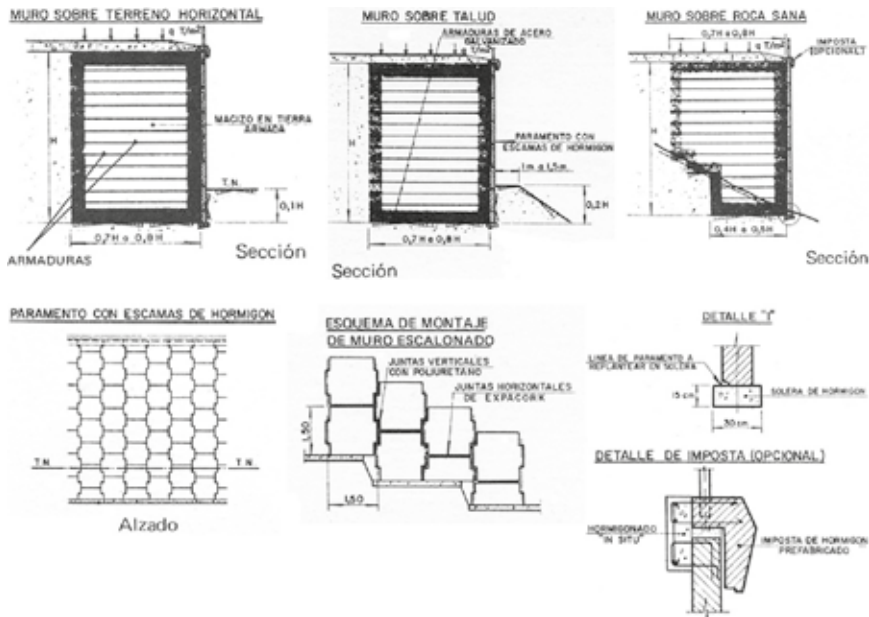 MURO SOBRE TERRENO HORIZONTAL
q T/m²
H
MACIZO EN TIERRA
ARMADA
T.N.
0,1H
0,7H a 0,8H
ARMADURAS
Sección
MURO SOBRE TALUD
ARMADURAS DE ACERO
GALVANIZADO
q T/m²
H
PARAMENTO CON
ESCAMAS DE HORMIGON
1m a 1,5m
0,2H
0,7H a 0,8H
Sección
MURO SOBRE ROCA SANA
0,7H a 0,8H
q T/m²
IMPOSTA
(OPCIONAL)
H
0,4H a 0,5H
Sección
PARAMENTO CON ESCAMAS DE HORMIGON
T.N.
T.N.
Alzado
ESQUEMA DE MONTAJE
DE MURO ESCALONADO
JUNTAS VERTICALES
CON POLIURETANO
JUNTAS HORIZONTALES
DE EXPACORK
1,50
1,50
DETALLE "1"
LINEA DE PARAMENTO A
REPLANTEAR EN SOLERA
15 cm
SOLERA DE HORMIGON
30 cm
DETALLE DE IMPOSTA (OPCIONAL)
HORMIGONADO
"IN SITU"
IMPOSTA DE HORMIGON
PREFABRICADO